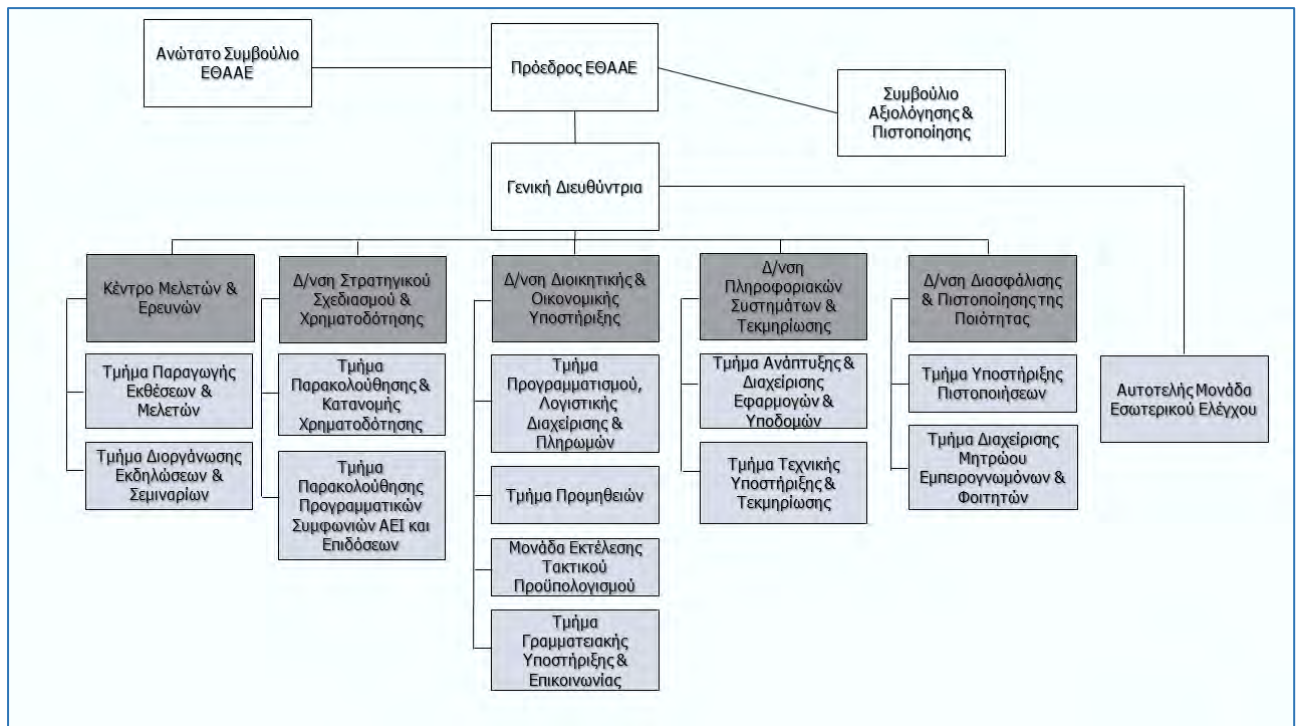 Ανώτατο Συμβούλιο
ΕΘΑΑΕ
Πρόεδρος ΕΘΑΑΕ
Συμβούλιο
Αξιολόγησης &
Πιστοποίησης
Γενική Διευθύντρια
Κέντρο Μελετών &
Ερευνών
Τμήμα Παραγωγής
Εκθέσεων &
Μελετών
Τμήμα Διοργάνωσης
Εκδηλώσεων &
Σεμιναρίων
Δ/νση Στρατηγικού
Σχεδιασμού &
Χρηματοδότησης
Τμήμα
Παρακολούθησης &
Κατανομής
Χρηματοδότησης
Τμήμα
Παρακολούθησης
Προγραμματικών
Συμφωνιών ΑΕΙ και
Επιδόσεων
Δ/νση Διοικητικής &
Οικονομικής
Υποστήριξης
Τμήμα
Προγραμματισμού,
Λογιστικής
Διαχείρισης &
Πληρωμών
Τμήμα Προμηθειών
Μονάδα Εκτέλεσης
Τακτικού
Προϋπολογισμού
Τμήμα
Γραμματειακής
Υποστήριξης &
Επικοινωνίας
Δ/νση
Πληροφοριακών
Συστημάτων &
Τεκμηρίωσης
Τμήμα Ανάπτυξης &
Διαχείρισης
Εφαρμογών &
Υποδομών
Τμήμα Τεχνικής
Υποστήριξης &
Τεκμηρίωσης
Δ/νση Διασφάλισης
& Πιστοποίησης της
Ποιότητας
Τμήμα Υποστήριξης
Πιστοποιήσεων
Τμήμα Διαχείρισης
Μητρώου
Εμπειρογνωμόνων &
Φοιτητών
Αυτοτελής Μονάδα
Εσωτερικού Ελέγχου